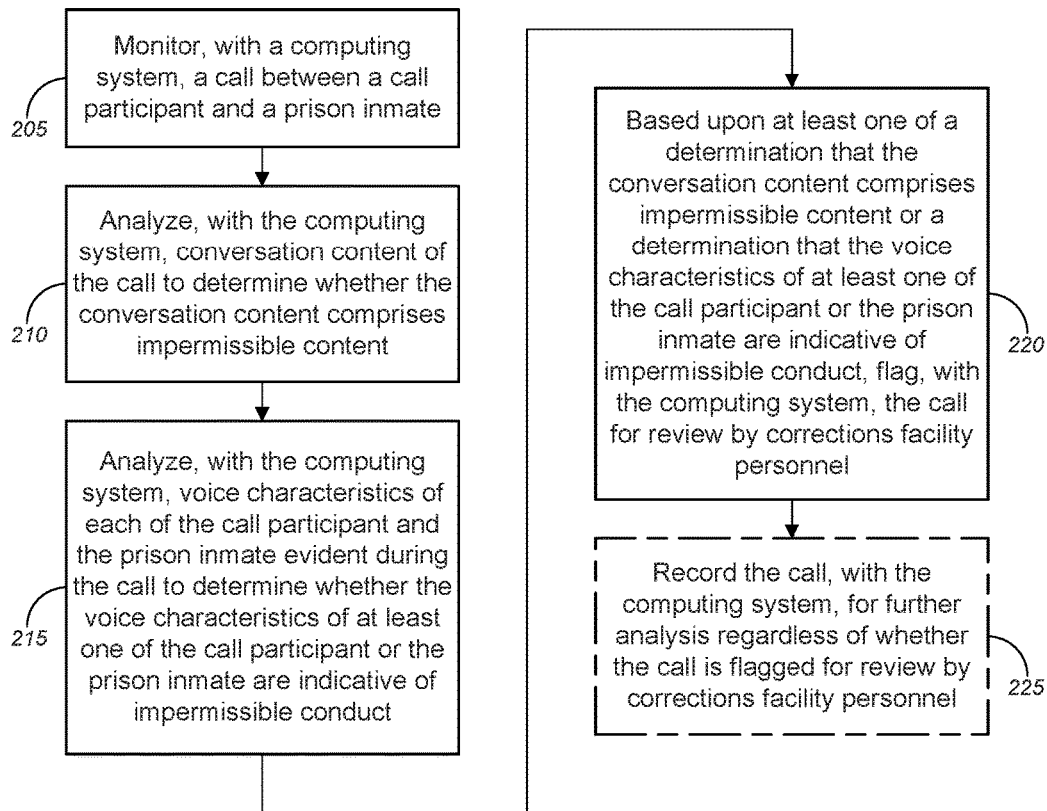 Monitor, with a computing
system, a call between a call
participant and a prison inmate
205
Analyze, with the computing
system, conversation content of
the call to determine whether the
conversation content comprises
impermissible content
210
Analyze, with the computing
system, voice characteristics of
each of the call participant and
the prison inmate evident during
the call to determine whether the
voice characteristics of at least
one of the call participant or the
prison inmate are indicative of
impermissible conduct
215
Based upon at least one of a
determination that the
conversation content comprises
impermissible content or a
determination that the voice
characteristics of at least one of
the call participant or the prison
inmate are indicative of
impermissible conduct, flag, with
the computing system, the call
for review by corrections facility
personnel
220
Record the call, with the
computing system, for further
analysis regardless of whether
the call is flagged for review by
corrections facility personnel
225